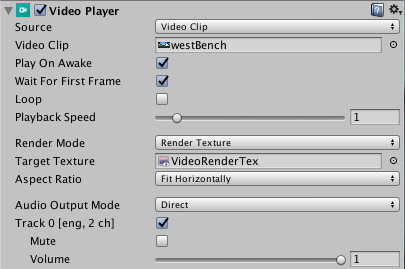 Video Player
Source Video Clip
Video Clip westBench
Play On Awake
Wait For First Frame
Loop
Playback Speed 1
Render Mode Render Texture
Target Texture VideoRenderTex
Aspect Ratio Fit Horizontally
Audio Output Mode Direct
Track 0 [eng, 2 ch]
Mute
Volume 1